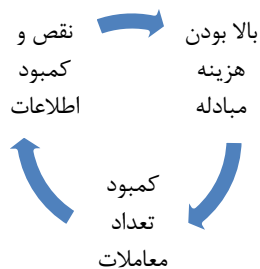 بالا بودن
هزینه
مبادله
کمبود
تعداد
معاملات
نقص و
کمبود
اطلاعات